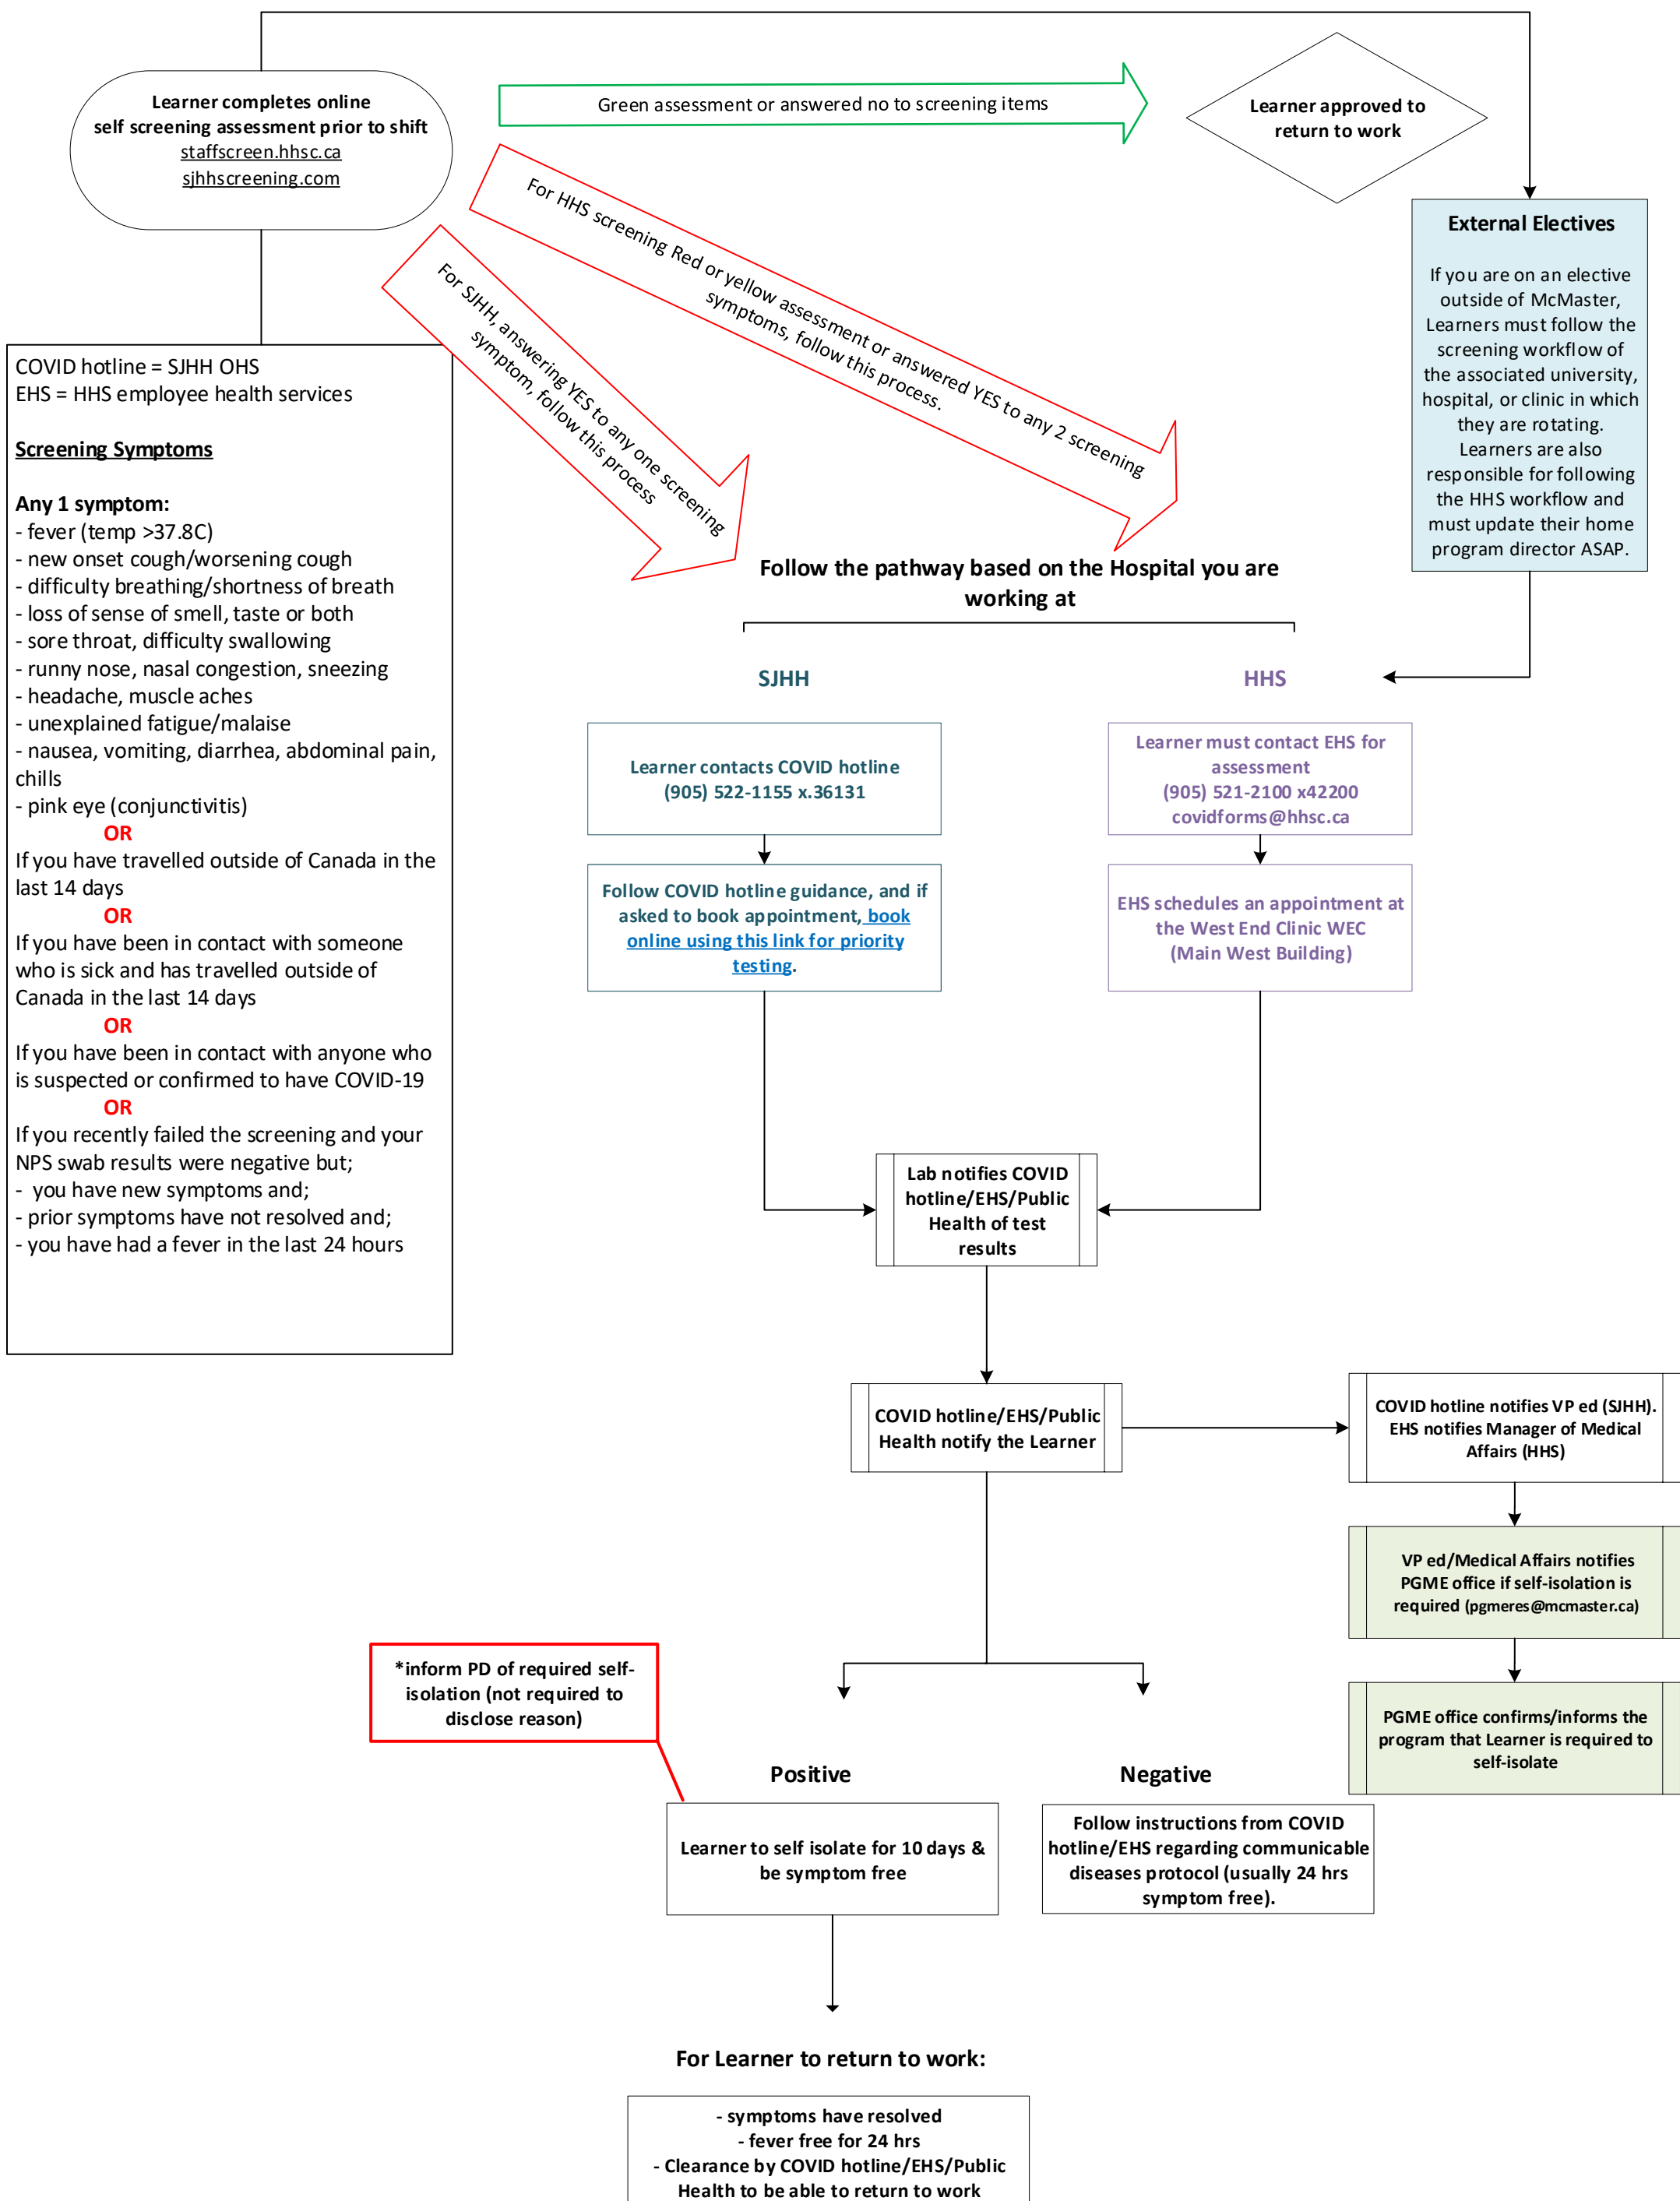 Learner completes online
self screening assessment prior to shift
staffscreen.hhsc.ca
sjhhscreening.com
Green assessment or answered no to screening items
Learner approved to
return to work
For HHS screening Red or yellow assessment or answered YES to any 2 screening
symptoms, follow this process.
For SJHH, answering YES to any one screening
symptom, follow this process
External Electives
If you are on an elective
outside of McMaster,
Learners must follow the
screening workflow of
the associated university,
hospital, or clinic in which
they are rotating.
Learners are also
responsible for following
the HHS workflow and
must update their home
program director ASAP.
COVID hotline = SJHH OHS
EHS = HHS employee health services
Screening Symptoms
Any 1 symptom:
- fever (temp >37.8C)
- new onset cough/worsening cough
- difficulty breathing/shortness of breath
- loss of sense of smell, taste or both
- sore throat, difficulty swallowing
- runny nose, nasal congestion, sneezing
- headache, muscle aches
- unexplained fatigue/malaise
- nausea, vomiting, diarrhea, abdominal pain,
chills
- pink eye (conjunctivitis)
OR
If you have travelled outside of Canada in the
last 14 days
OR
If you have been in contact with someone
who is sick and has travelled outside of
Canada in the last 14 days
OR
If you have been in contact with anyone who
is suspected or confirmed to have COVID-19
OR
If you recently failed the screening and your
NPS swab results were negative but;
- you have new symptoms and;
- prior symptoms have not resolved and;
- you have had a fever in the last 24 hours
Follow the pathway based on the Hospital you are
working at
SJHH
HHS
Learner contacts COVID hotline
(905) 522-1155 x.36131
Learner must contact EHS for
assessment
(905) 521-2100 x42200
covidforms@hhsc.ca
Follow COVID hotline guidance, and if
asked to book appointment, book
online using this link for priority
testing.
EHS schedules an appointment at
the West End Clinic WEC
(Main West Building)
Lab notifies COVID
hotline/EHS/Public
Health of test
results
COVID hotline/EHS/Public
Health notify the Learner
COVID hotline notifies VP ed (SJHH).
EHS notifies Manager of Medical
Affairs (HHS)
VP ed/Medical Affairs notifies
PGME office if self-isolation is
required (pgmeres@mcmaster.ca)
PGME office confirms/informs the
program that Learner is required to
self-isolate
*inform PD of required self-
isolation (not required to
disclose reason)
Positive
Negative
Learner to self isolate for 10 days &
be symptom free
Follow instructions from COVID
hotline/EHS regarding communicable
diseases protocol (usually 24 hrs
symptom free).
For Learner to return to work:
- symptoms have resolved
- fever free for 24 hrs
- Clearance by COVID hotline/EHS/Public
Health to be able to return to work